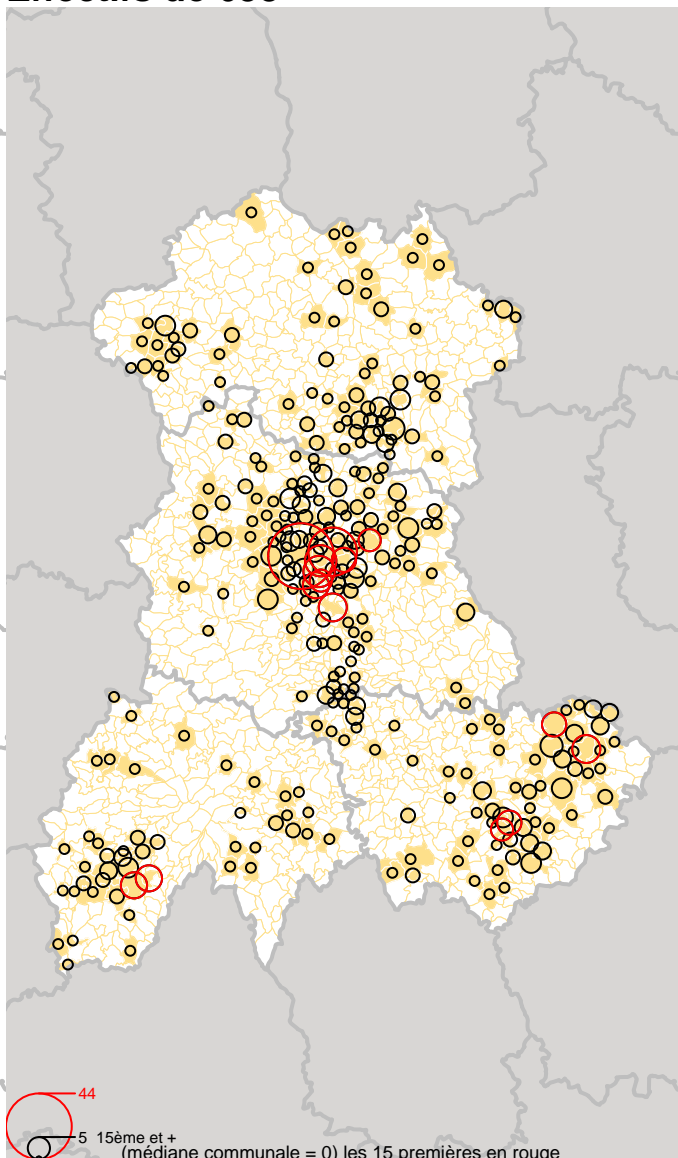 44
5 15ème et +
(médiane communale = 0) les 15 premières en rouge